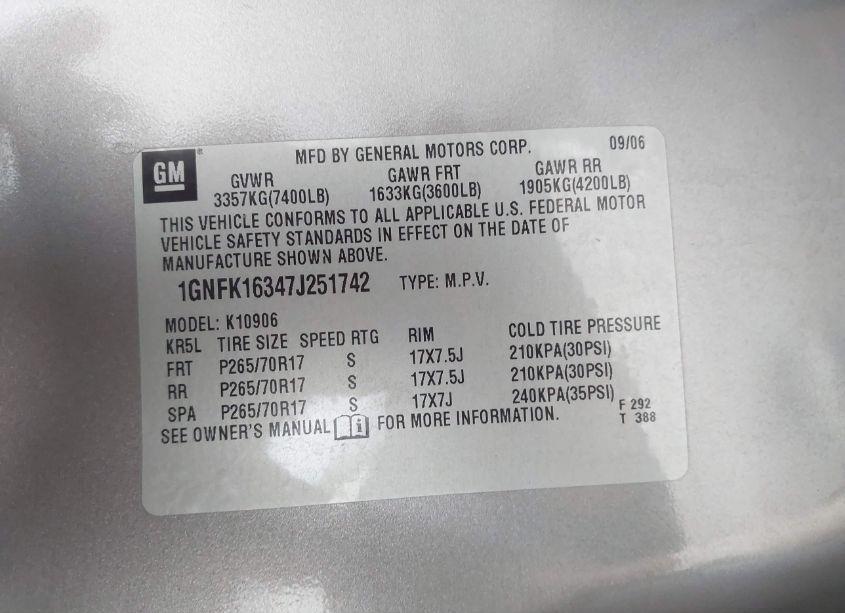 GM
MFD BY GENERAL MOTORS CORP. 09/06
GVWR GAWR FRT GAWR RR
3357KG(7400LB) 1633KG(3600LB) 1905KG(4200LB)
THIS VEHICLE CONFORMS TO ALL APPLICABLE U.S. FEDERAL MOTOR
VEHICLE SAFETY STANDARDS IN EFFECT ON THE DATE OF
MANUFACTURE SHOWN ABOVE.
1GNFK16347J251742 TYPE: M.P.V.
MODEL: K10906
KR5L TIRE SIZE SPEED RTG RIM COLD TIRE PRESSURE
FRT P265/70R17 S 17X7.5J 210KPA(30PSI)
RR P265/70R17 S 17X7.5J 210KPA(30PSI)
SPA P265/70R17 S 17X7J 240KPA(35PSI)
SEE OWNER'S MANUAL i FOR MORE INFORMATION.
F 292
T 388